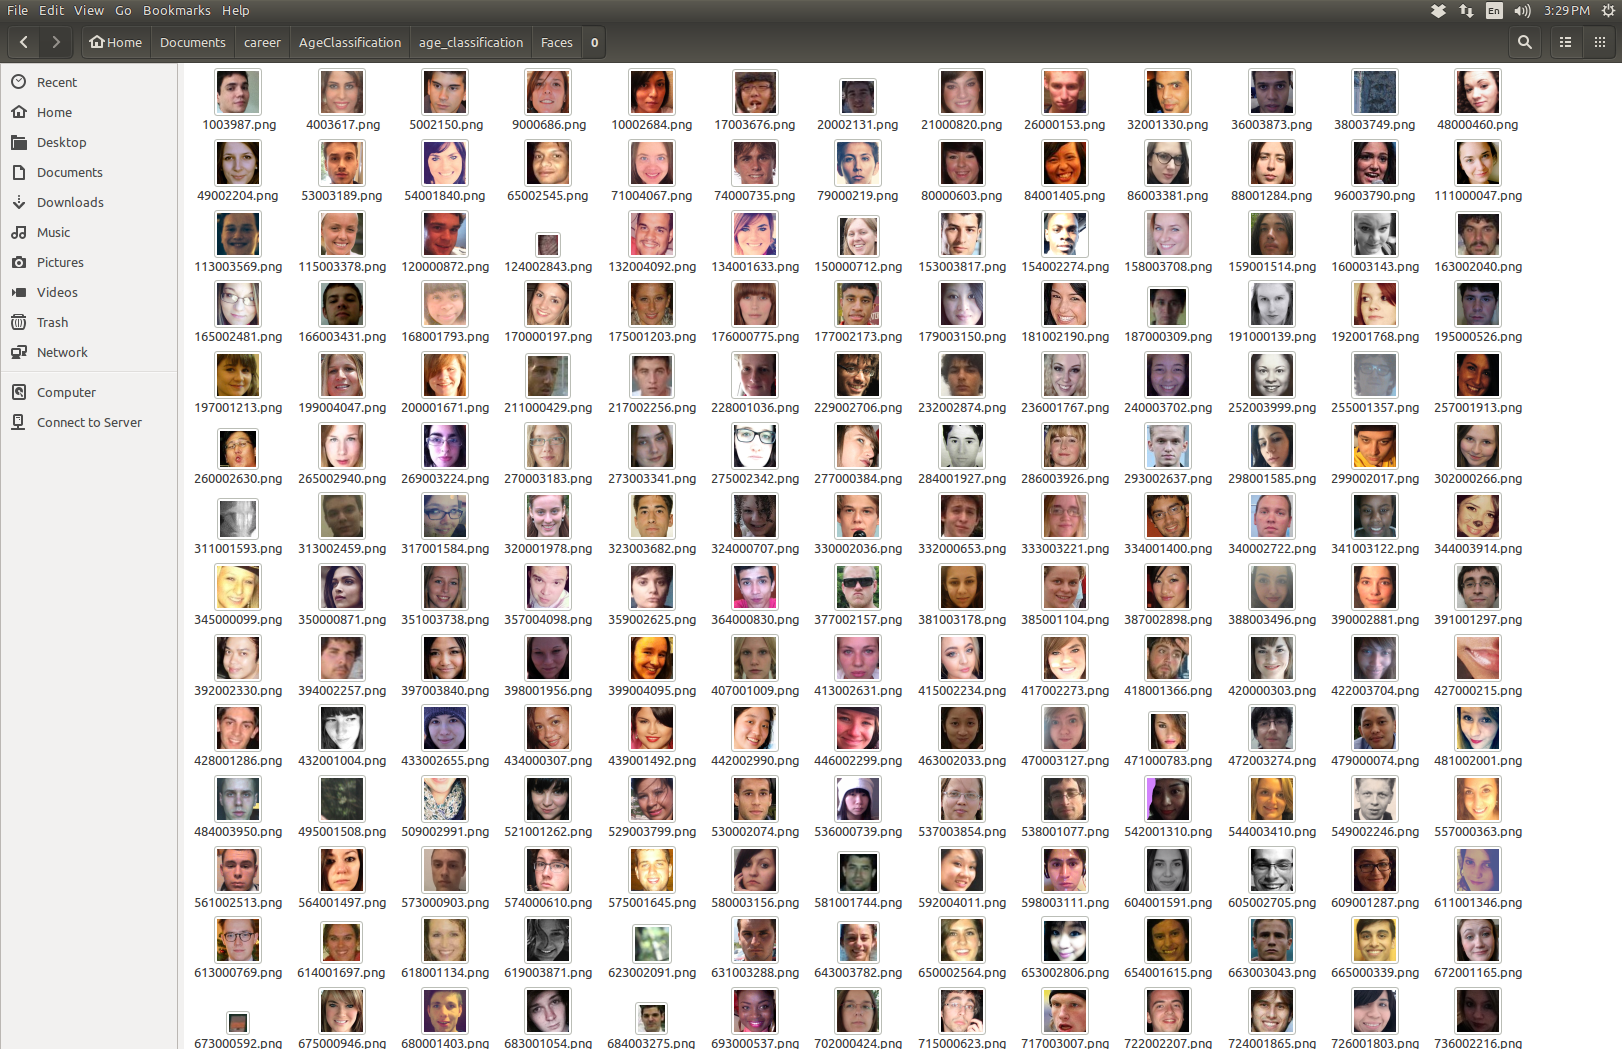 File Edit View Go Bookmarks Help
En 3:29 PM
Home Documents career AgeClassification age_classification Faces 0
Recent
Home
Desktop
Documents
Downloads
Music
Pictures
Videos
Trash
Network
Computer
Connect to Server
1003987.png 4003617.png 5002150.png 9000686.png 10002684.png 17003676.png 20002131.png 21000820.png 26000153.png 32001330.png 36003873.png 38003749.png 48000460.png
49002204.png 53003189.png 54001840.png 65002545.png 71004067.png 74000735.png 79000219.png 80000603.png 84001405.png 86003381.png 88001284.png 96003790.png 111000047.png
113003569.png 115003378.png 120000872.png 124002843.png 132004092.png 134001633.png 150000712.png 153003817.png 154002274.png 158003708.png 159001514.png 160003143.png 163002040.png
165002481.png 166003431.png 168001793.png 170000197.png 175001203.png 176000775.png 177002173.png 179003150.png 181002190.png 187000309.png 191000139.png 192001768.png 195000526.png
197001213.png 199004047.png 200001671.png 211000429.png 217002256.png 228001036.png 229002706.png 232002874.png 236001767.png 240003702.png 252003999.png 255001357.png 257001913.png
260002630.png 265002940.png 269003224.png 270003183.png 273003341.png 275002342.png 277000384.png 284001927.png 286003926.png 293002637.png 298001585.png 299002017.png 302000266.png
311001593.png 313002459.png 317001584.png 320001978.png 323003682.png 324000707.png 330002036.png 332000653.png 333003221.png 334001400.png 340002722.png 341003122.png 344003914.png
345000099.png 350000871.png 351003738.png 357004098.png 359002625.png 364000830.png 377002157.png 381003178.png 385001104.png 387002898.png 388003496.png 390002881.png 391001297.png
392002330.png 394002257.png 397003840.png 398001956.png 399004095.png 407001009.png 413002631.png 415002234.png 417002273.png 418001366.png 420000303.png 422003704.png 427000215.png
428001286.png 432001004.png 433002655.png 434000307.png 439001492.png 442002990.png 446002299.png 463002033.png 470003127.png 471000783.png 472003274.png 479000074.png 481002001.png
484003950.png 495001508.png 509002991.png 521001262.png 529003799.png 530002074.png 536000739.png 537003854.png 538001077.png 542001310.png 544003410.png 549002246.png 557000363.png
561002513.png 564001497.png 573000903.png 574000610.png 575001645.png 580003156.png 581001744.png 592004011.png 598003111.png 604001591.png 605002705.png 609001287.png 611001346.png
613000769.png 614001697.png 618001134.png 619003871.png 623002091.png 631003288.png 643003782.png 650002564.png 653002806.png 654001615.png 663003043.png 665000339.png 672001165.png
673000592.png 675000946.png 680001403.png 683001054.png 684003275.png 693000537.png 702000424.png 715000623.png 717003007.png 722002207.png 724001865.png 726001803.png 736002216.png